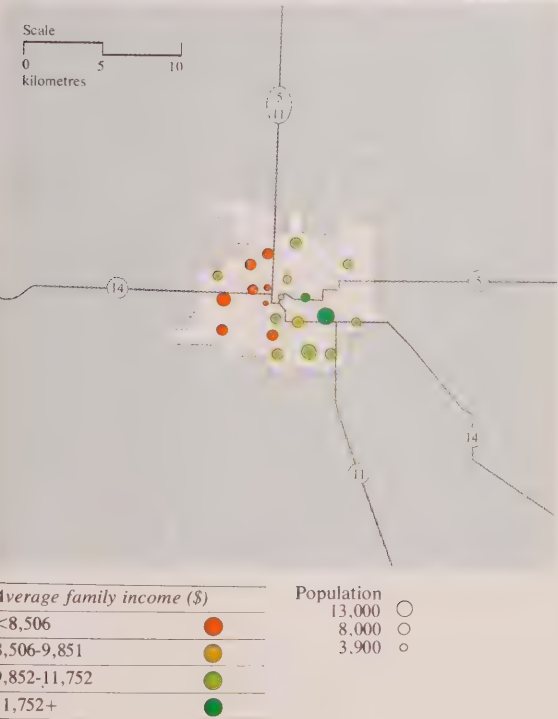 Scale
0 5 10
kilometres
5
11
14
5
14
11
Average family income ($)
<8,506
8,506-9,851
9,852-11,752
11,752+
Population
13,000
8,000
3,900